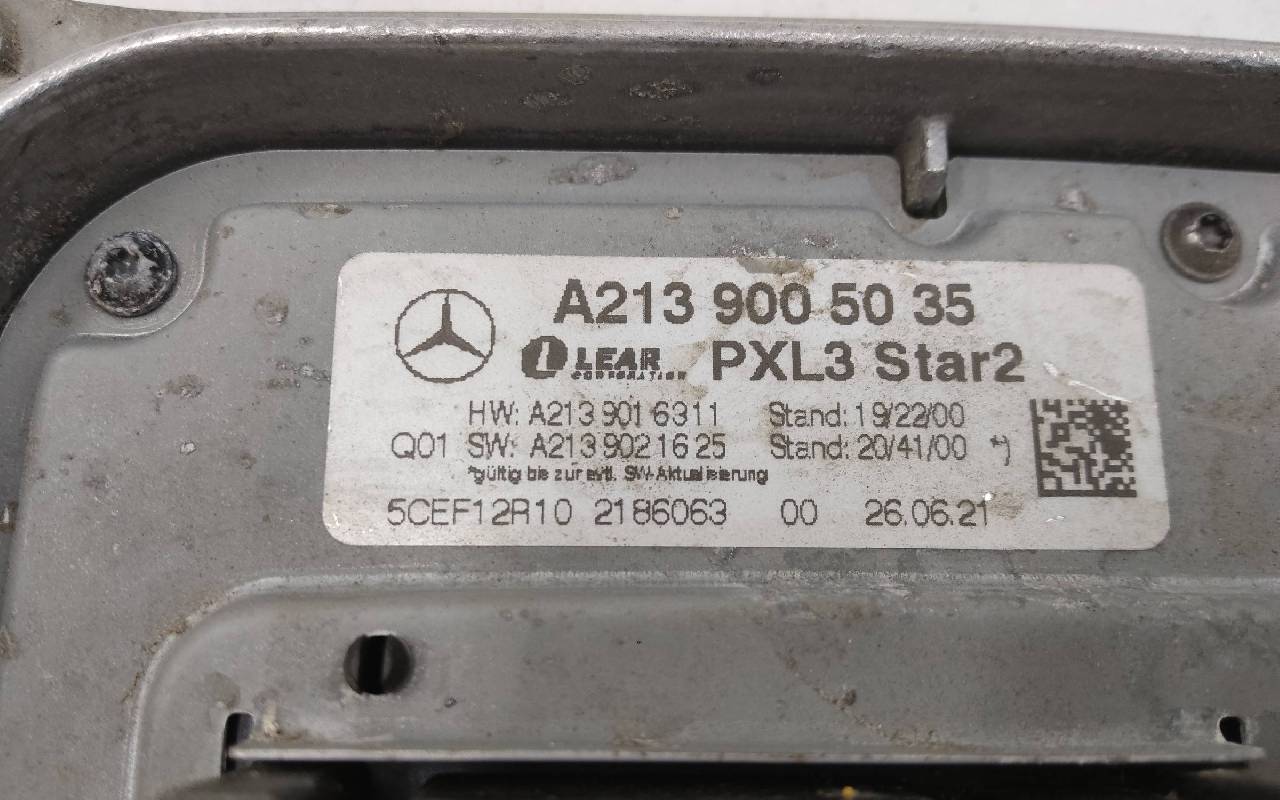 A213 900 50 35
LEAR CORPORATION PXL3 Star2
HW: A213 901 63 11 Stand: 19/22/00
Q01 SW: A213 902 16 25 Stand: 20/41/00 *)
*gültig bis zur evtl. SW-Aktualisierung
5CEF12R10 2186063 00 26.06.21